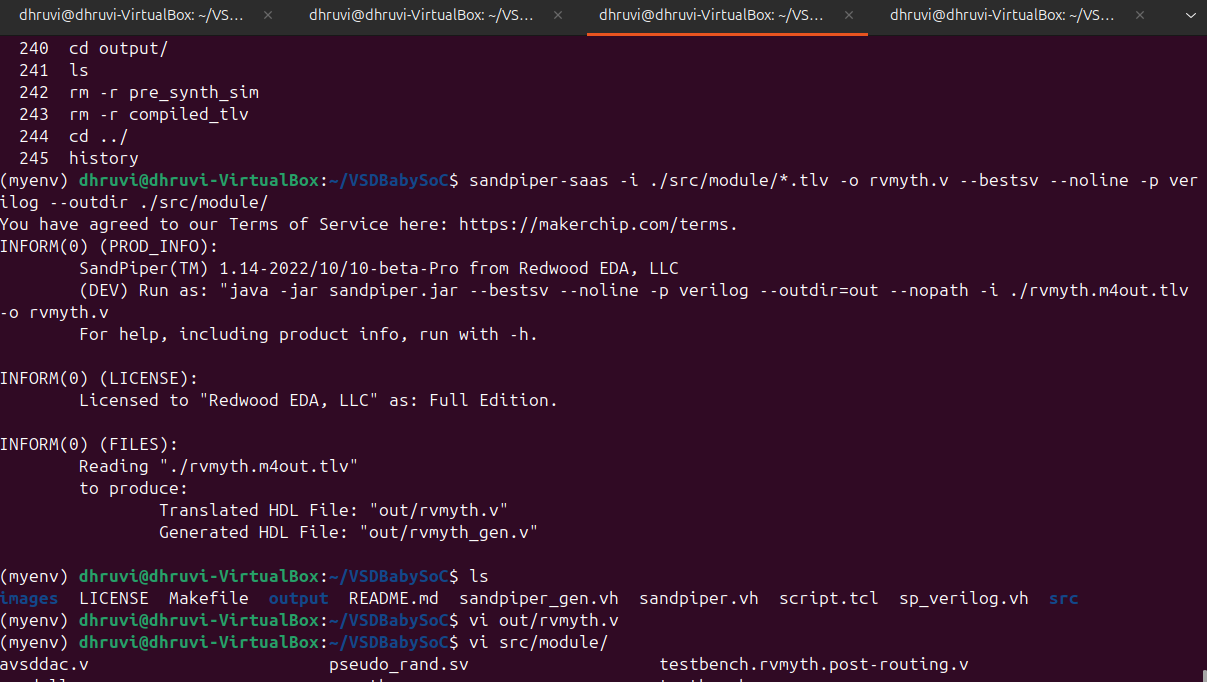 dhruvi@dhruvi-VirtualBox: ~/VS... × dhruvi@dhruvi-VirtualBox: ~/VS... × dhruvi@dhruvi-VirtualBox: ~/VS... × dhruvi@dhruvi-VirtualBox: ~/VS... ×
240 cd output/
241 ls
242 rm -r pre_synth_sim
243 rm -r compiled_tlv
244 cd ../
245 history
(myenv) dhruvi@dhruvi-VirtualBox:~/VSDBabySoC$ sandpiper-saas -i ./src/module/*.tlv -o rvmyth.v --bestsv --noline -p ver
ilog --outdir ./src/module/
You have agreed to our Terms of Service here: https://makerchip.com/terms.
INFORM(0) (PROD_INFO):
SandPiper(TM) 1.14-2022/10/10-beta-Pro from Redwood EDA, LLC
(DEV) Run as: "java -jar sandpiper.jar --bestsv --noline -p verilog --outdir=out --nopath -i ./rvmyth.m4out.tlv
-o rvmyth.v
For help, including product info, run with -h.
INFORM(0) (LICENSE):
Licensed to "Redwood EDA, LLC" as: Full Edition.
INFORM(0) (FILES):
Reading "./rvmyth.m4out.tlv"
to produce:
Translated HDL File: "out/rvmyth.v"
Generated HDL File: "out/rvmyth_gen.v"
(myenv) dhruvi@dhruvi-VirtualBox:~/VSDBabySoC$ ls
images LICENSE Makefile output README.md sandpiper_gen.vh sandpiper.vh script.tcl sp_verilog.vh src
(myenv) dhruvi@dhruvi-VirtualBox:~/VSDBabySoC$ vi out/rvmyth.v
(myenv) dhruvi@dhruvi-VirtualBox:~/VSDBabySoC$ vi src/module/
avsddac.v pseudo_rand.sv testbench.rvmyth.post-routing.v